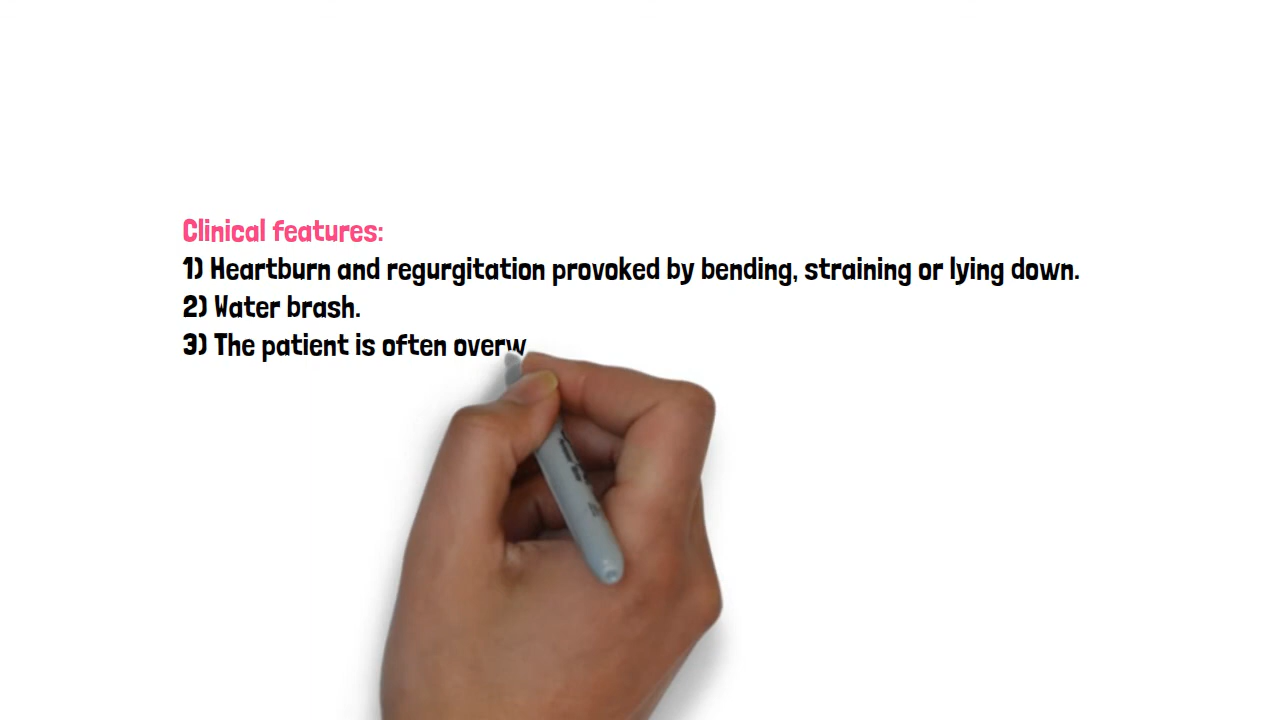 Clinical features:
1) Heartburn and regurgitation provoked by bending, straining or lying down.
2) Water brash.
3) The patient is often overw